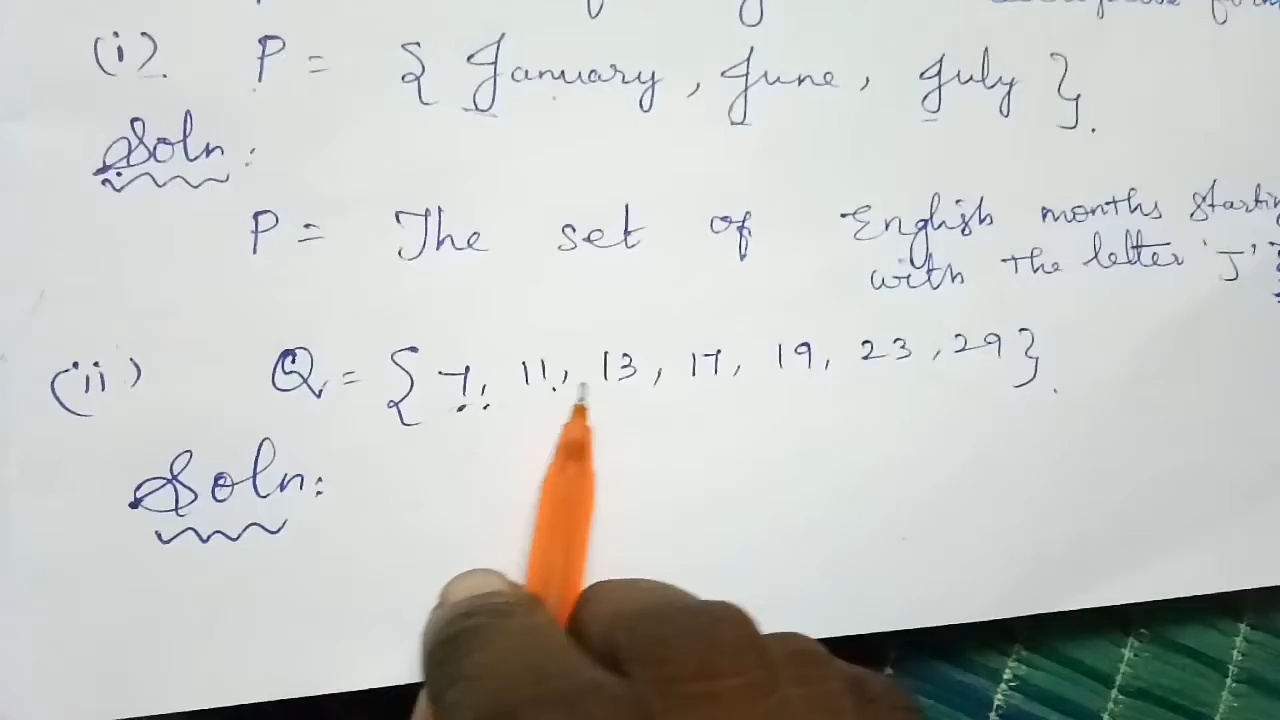 (i). P = { January, June, July }.
Soln:
P = The set of English months
with the letter 'J'
(ii) Q = { 7, 11, 13, 17, 19, 23, 29 }.
Soln: